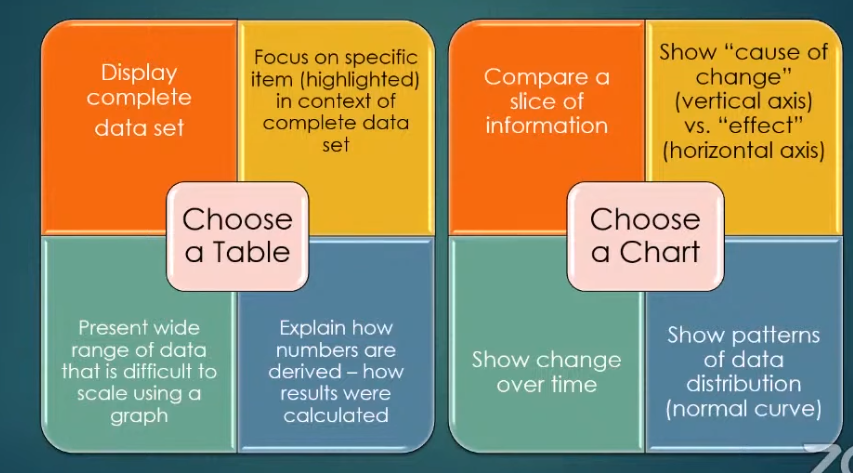 Display
complete
data set
Focus on specific
item (highlighted)
in context of
complete data
set
Choose
a Table
Present wide
range of data
that is difficult to
scale using a
graph
Explain how
numbers are
derived – how
results were
calculated
Compare a
slice of
information
Show “cause of
change”
(vertical axis)
vs. “effect”
(horizontal axis)
Choose
a Chart
Show change
over time
Show patterns
of data
distribution
(normal curve)